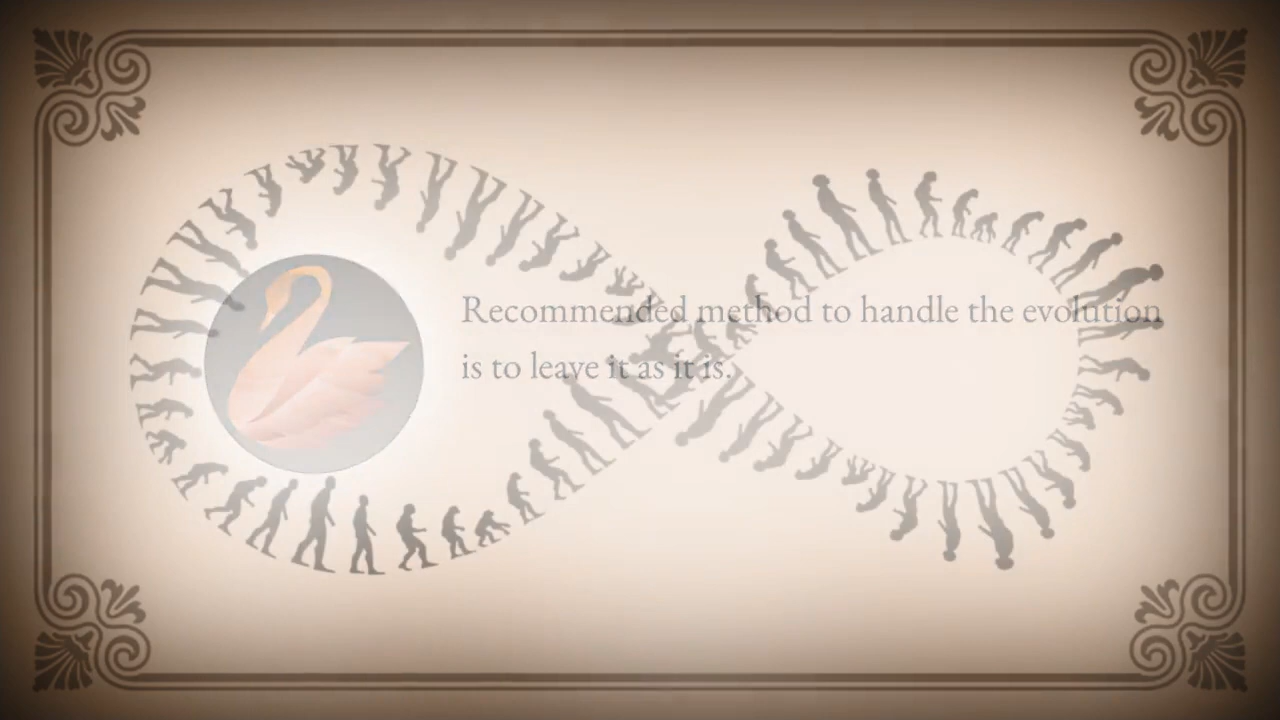 Recommended method to handle the evolution
is to leave it as it is.